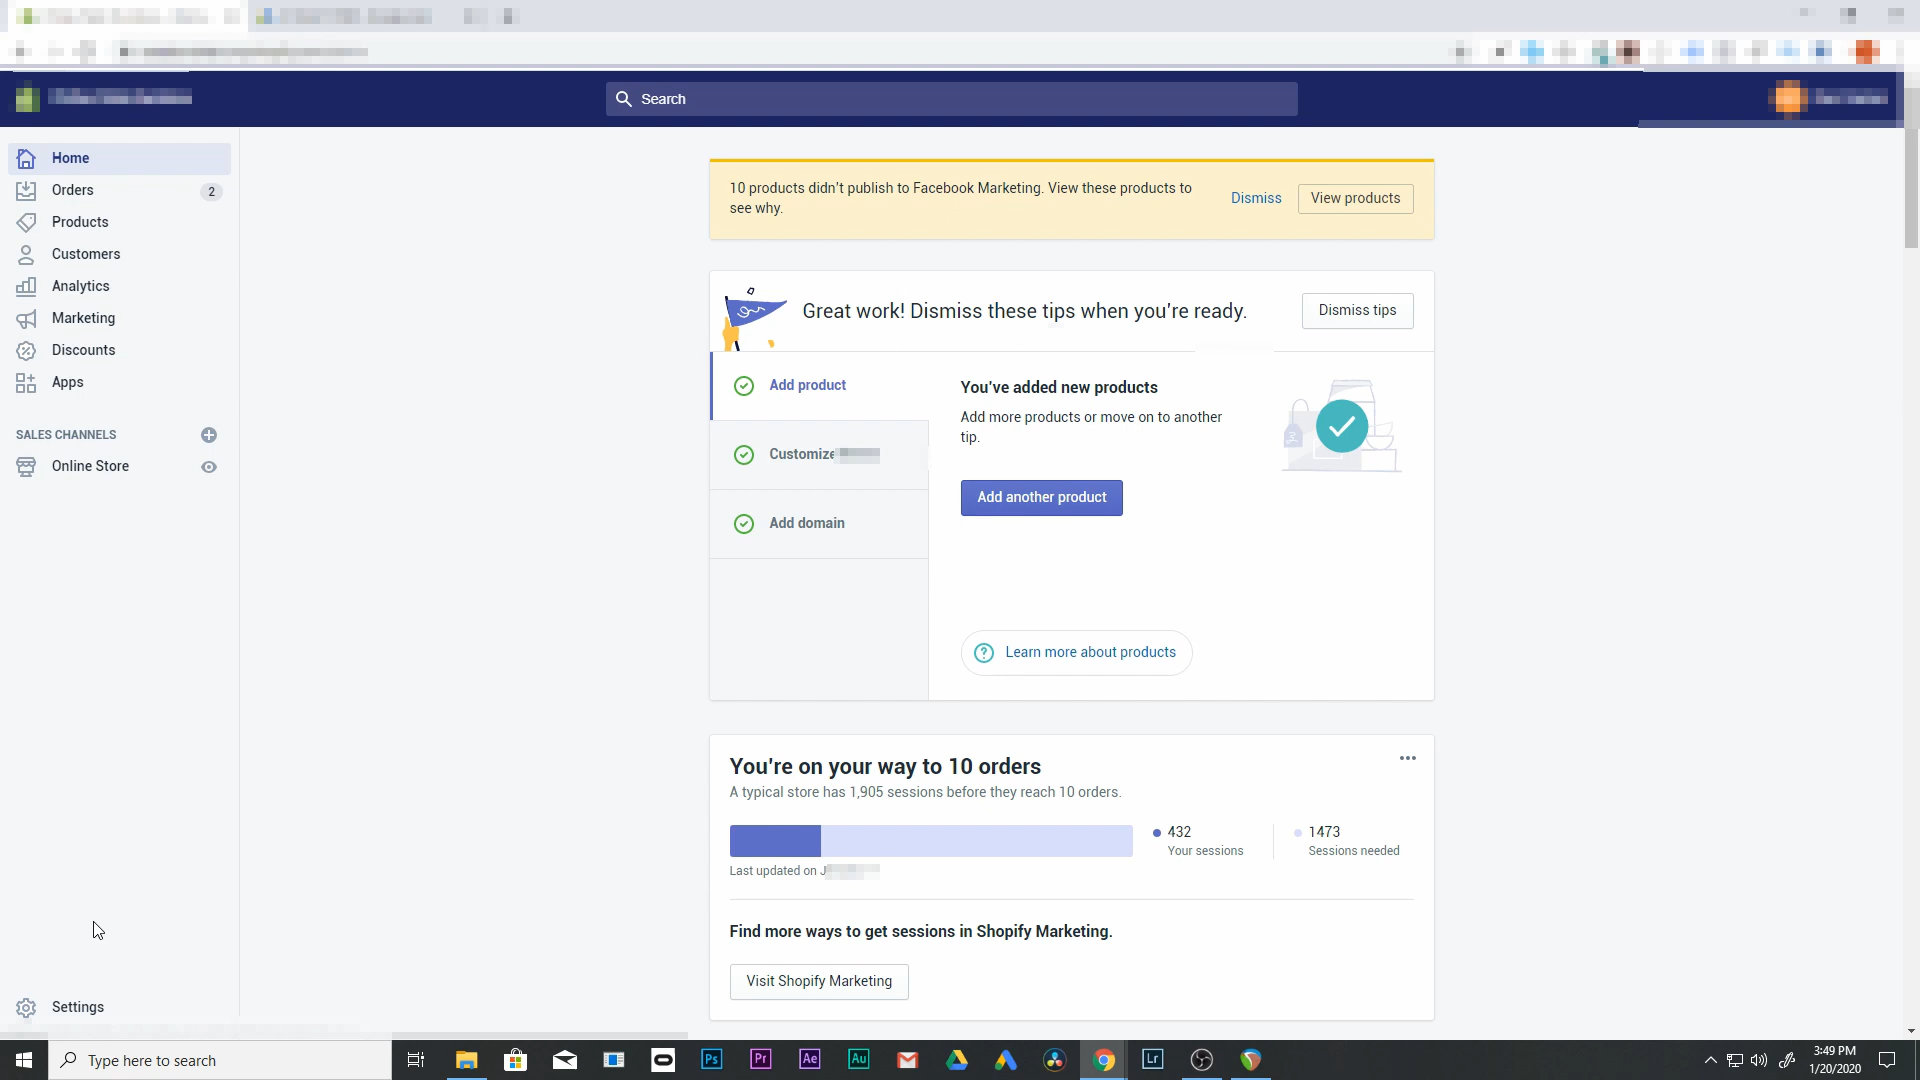 Search
Home
Orders
2
Products
Customers
Analytics
Marketing
Discounts
Apps
SALES CHANNELS
Online Store
Settings
10 products didn't publish to Facebook Marketing. View these products to
see why.
Dismiss
View products
Great work! Dismiss these tips when you're ready.
Dismiss tips
Add product
Customize
Add domain
You've added new products
Add more products or move on to another
tip.
Add another product
Learn more about products
You're on your way to 10 orders
A typical store has 1,905 sessions before they reach 10 orders.
432
Your sessions
1473
Sessions needed
Last updated on
Find more ways to get sessions in Shopify Marketing.
Visit Shopify Marketing
Type here to search
Ps
Pr
Ae
Au
Lr
3:49 PM
1/20/2020